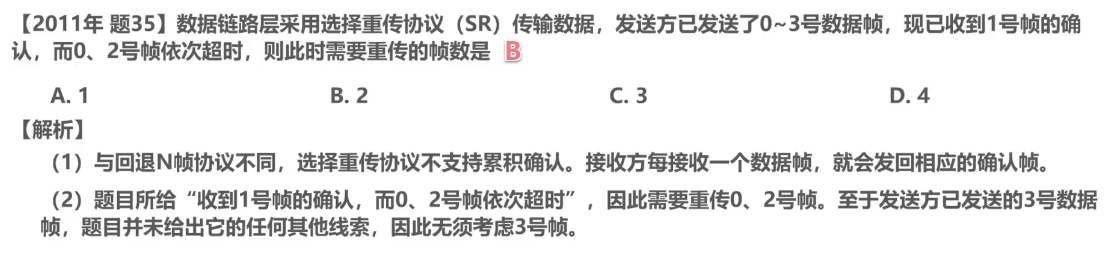 【2011年 题35】数据链路层采用选择重传协议（SR）传输数据，发送方已发送了0~3号数据帧，现已收到1号帧的确
认，而0、2号帧依次超时，则此时需要重传的帧数是 B
A. 1 B. 2 C. 3 D. 4
【解析】
（1）与回退N帧协议不同，选择重传协议不支持累积确认。接收方每接收一个数据帧，就会发回相应的确认帧。
（2）题目所给“收到1号帧的确认，而0、2号帧依次超时”，因此需要重传0、2号帧。至于发送方已发送的3号数据
帧，题目并未给出它的任何其他线索，因此无须考虑3号帧。